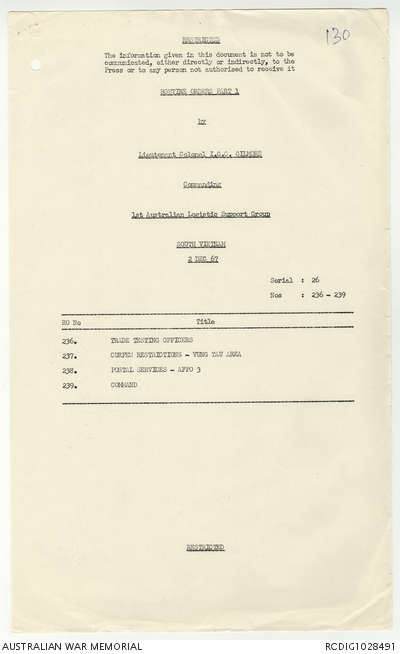 130
RESTRICTED
The information given in this document is not to be
communicated, either directly or indirectly, to the
Press or to any person not authorised to receive it
ROUTINE ORDERS PART 1
by
Lieutenant Colonel I.G.C. GILMORE
Commanding
1st Australian Logistic Support Group
SOUTH VIETNAM
2 DEC 67
Serial : 26
Nos : 236 - 239
RO No Title
236. TRADE TESTING OFFICERS
237. CURFEW RESTRICTIONS - VUNG TAU AREA
238. POSTAL SERVICES - AFPO 3
239. COMMAND
RESTRICTED
AUSTRALIAN WAR MEMORIAL RCDIG1028491